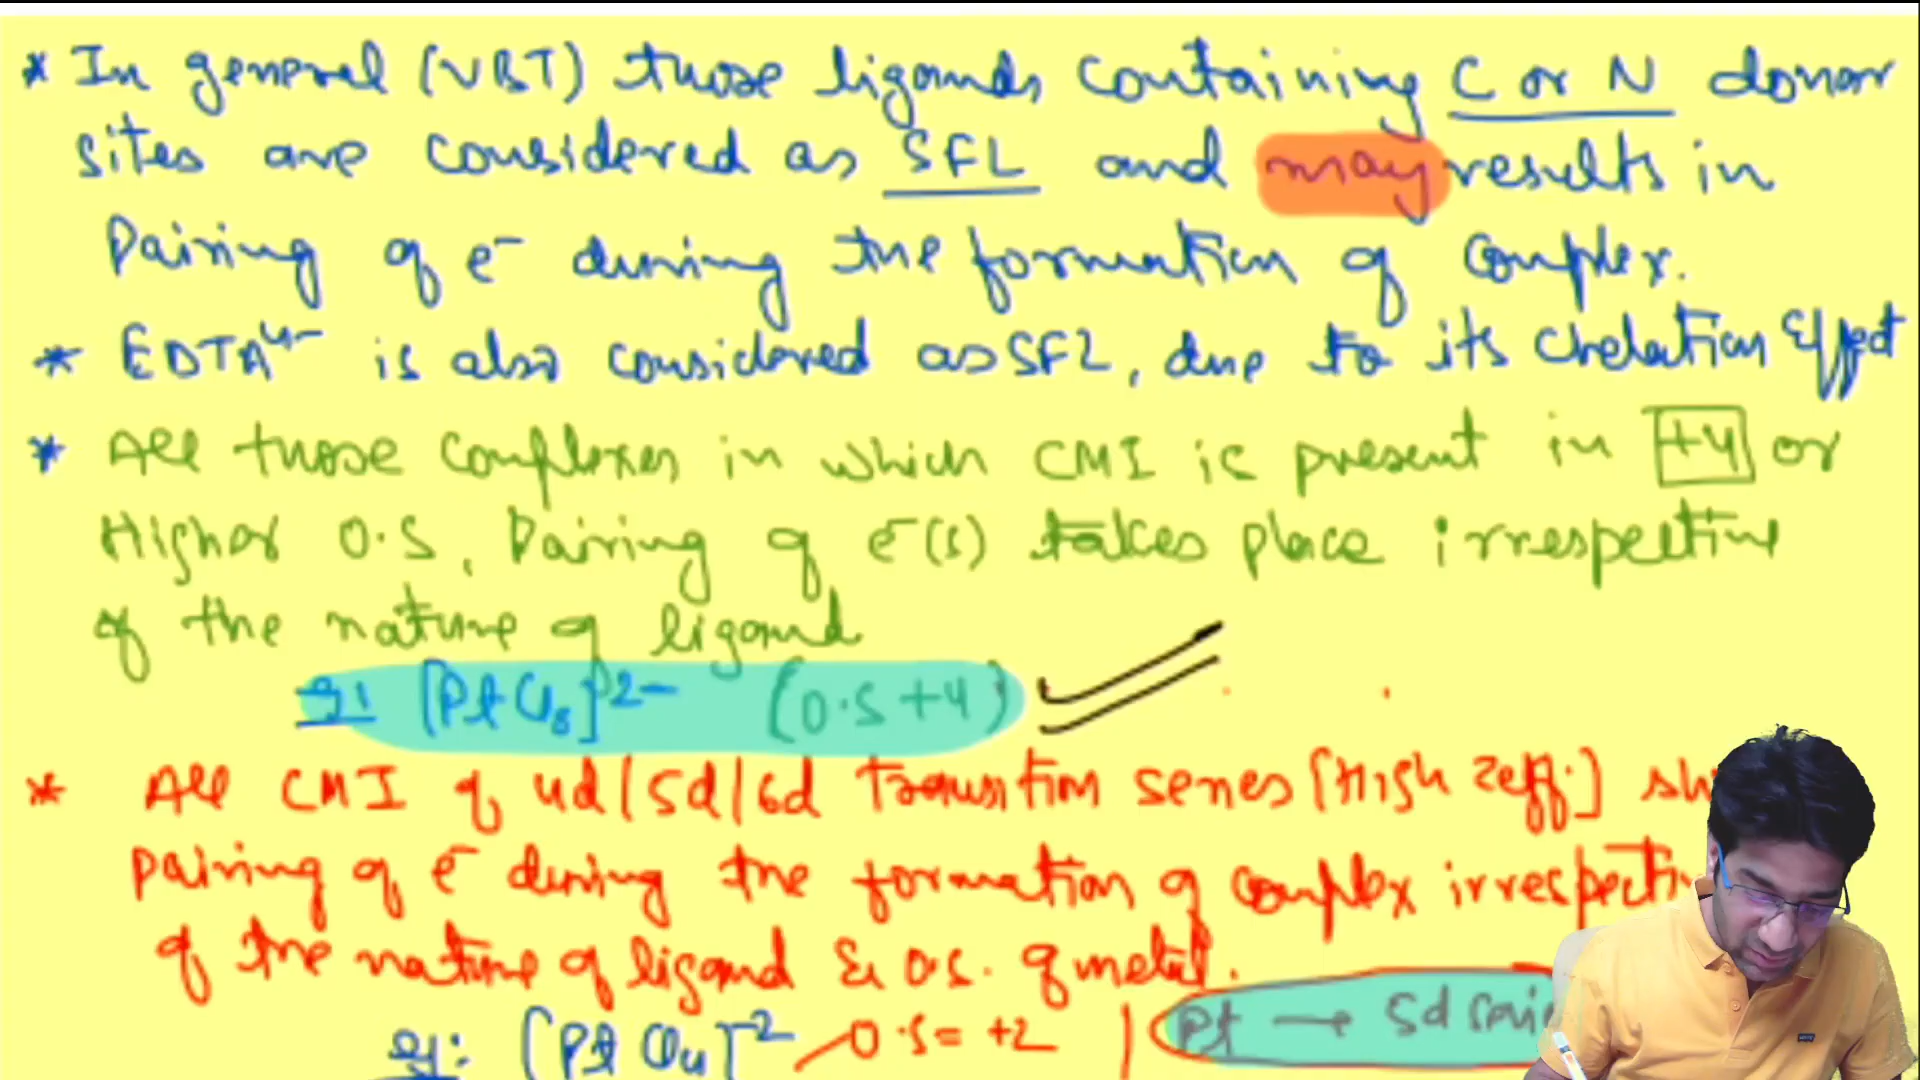 * In general (VBT) those ligands containing C or N donor
sites are considered as SFL and may results in
Pairing of e⁻ during the formation of complex.
* EDTA⁴⁻ is also considered as SFL, due to its chelation Effect
* All those complexes in which CMI is present in +4 or
Higher O.S, Pairing of e⁻(s) takes place irrespective
of the nature of ligand
eg: [PtCl₆]²⁻ (O.S+4)
* All CMI of 4d/5d/6d transition series [High Zeff.]
pairing of e⁻ during the formation of complex
of the nature of ligand & O.S. of metal.
eg: [PtCl₄]⁻² O.S = +2 | Pt → 5d